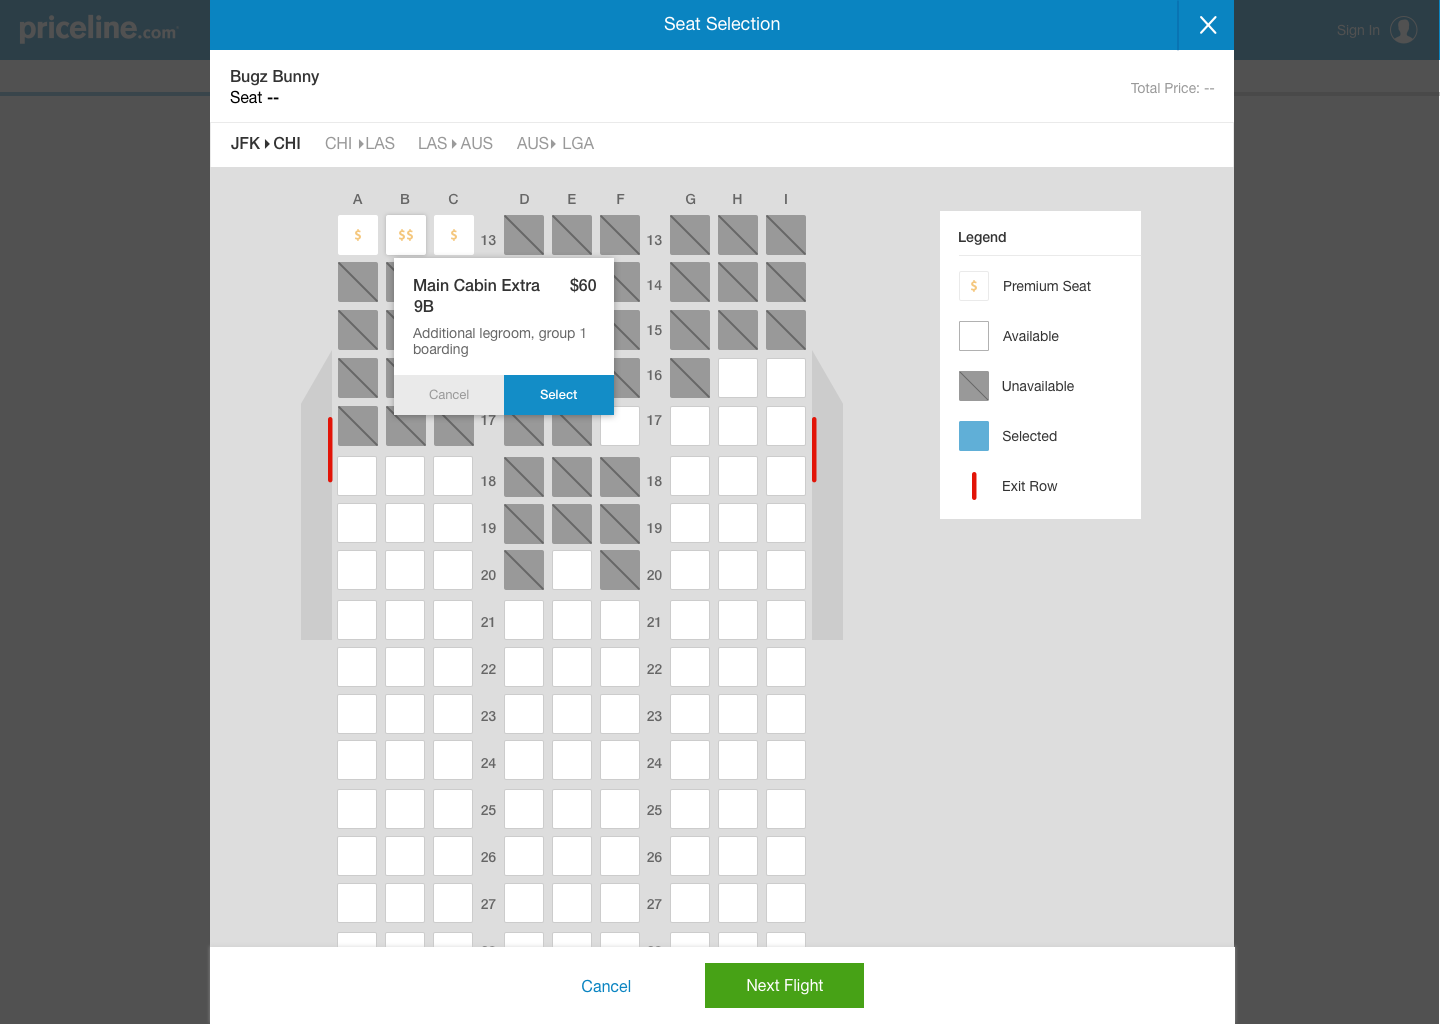 priceline.com
Seat Selection
Sign In
Bugz Bunny
Seat --
Total Price: --
JFK CHI
CHI LAS
LAS AUS
AUS LGA
A B C D E F G H I
$ $$ $ 13 13
14
15
16
17 17
18 18
19 19
20 20
21 21
22 22
23 23
24 24
25 25
26 26
27 27
Main Cabin Extra $60
9B
Additional legroom, group 1
boarding
Cancel Select
Legend
$ Premium Seat
Available
Unavailable
Selected
Exit Row
Cancel Next Flight